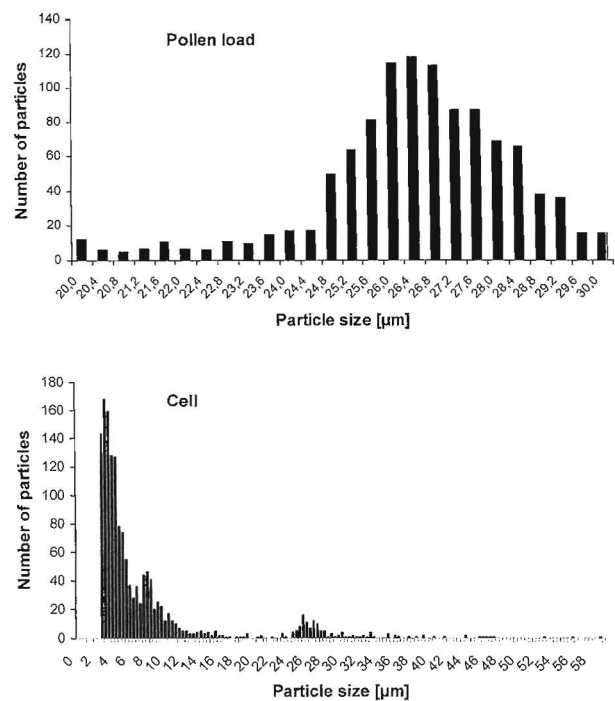 Pollen load
Number of particles
140
120
100
80
60
40
20
0
20,0 20,4 20,8 21,2 21,6 22,0 22,4 22,8 23,2 23,6 24,0 24,4 24,8 25,2 25,6 26,0 26,4 26,8 27,2 27,6 28,0 28,4 28,8 29,2 29,6 30,0
Particle size [µm]
Cell
Number of particles
180
160
140
120
100
80
60
40
20
0
0 2 4 6 8 10 12 14 16 18 20 22 24 26 28 30 32 34 36 38 40 42 44 46 48 50 52 54 56 58
Particle size [µm]